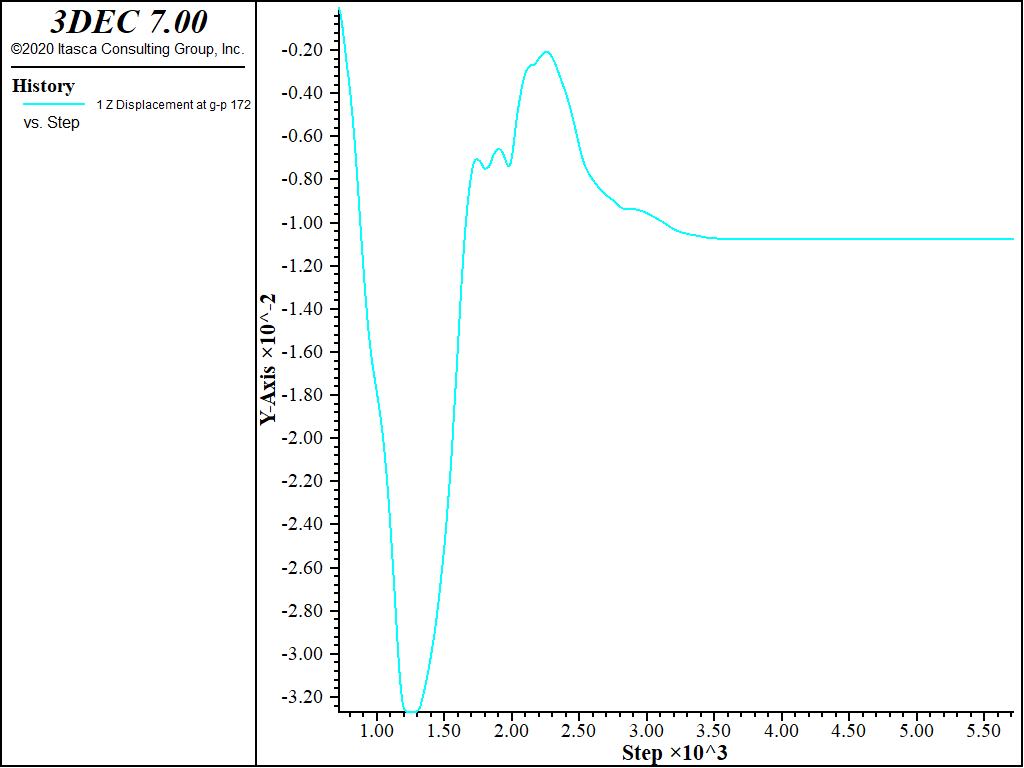 3DEC 7.00
©2020 Itasca Consulting Group, Inc.
History
1 Z Displacement at g-p 172
vs. Step
Y-Axis ×10^-2
-0.20
-0.40
-0.60
-0.80
-1.00
-1.20
-1.40
-1.60
-1.80
-2.00
-2.20
-2.40
-2.60
-2.80
-3.00
-3.20
1.00 1.50 2.00 2.50 3.00 3.50 4.00 4.50 5.00 5.50
Step ×10^3